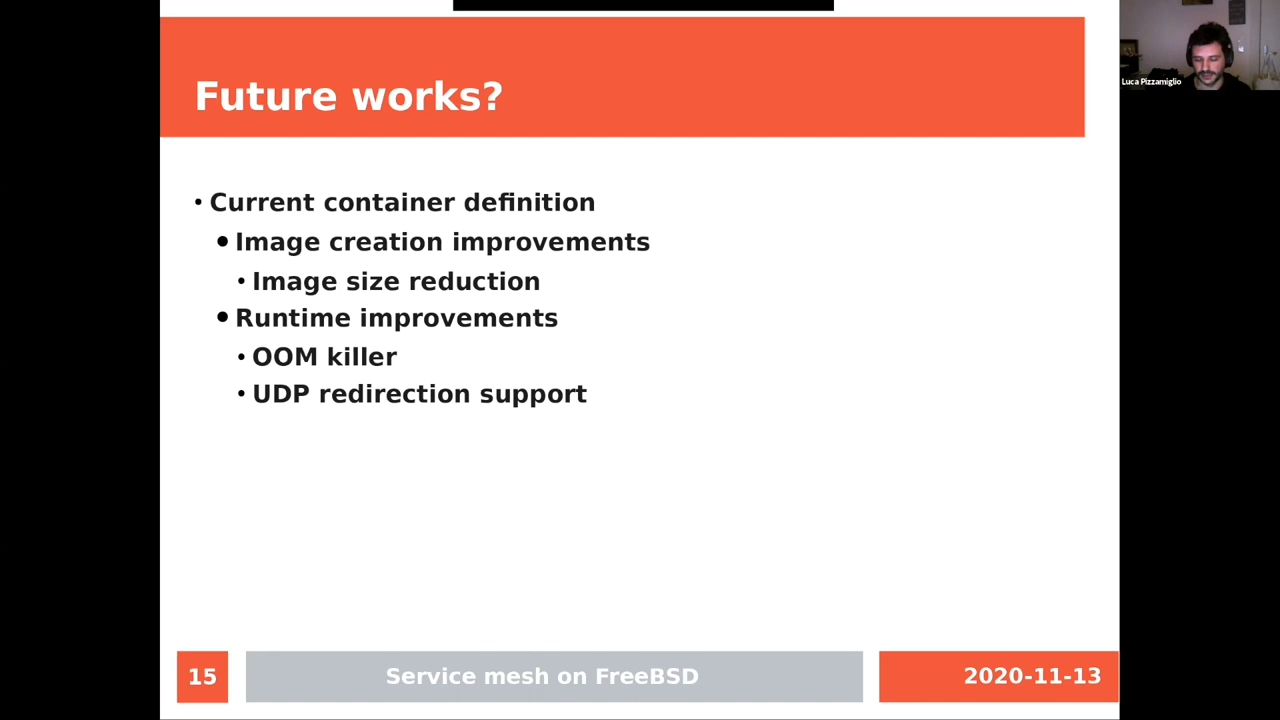 Future works?
Luca Pizzamiglio
• Current container definition
• Image creation improvements
• Image size reduction
• Runtime improvements
• OOM killer
• UDP redirection support
15
Service mesh on FreeBSD
2020-11-13